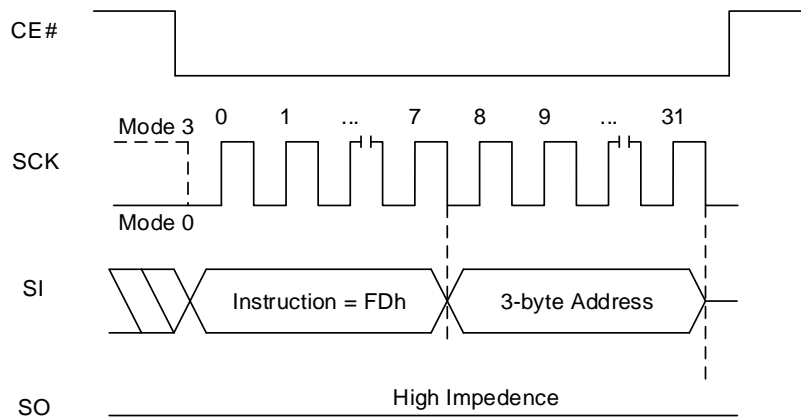 CE#
0 1 ... 7 8 9 ... 31
Mode 3
SCK
Mode 0
SI
Instruction = FDh
3-byte Address
High Impedence
SO